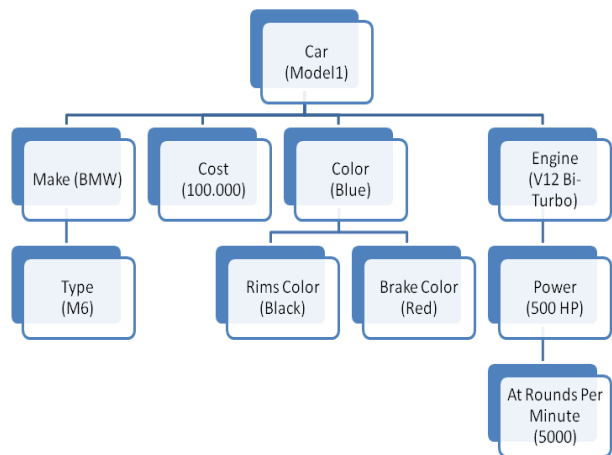 Car
(Model1)
Make (BMW)
Cost
(100.000)
Color
(Blue)
Engine
(V12 Bi-
Turbo)
Type
(M6)
Rims Color
(Black)
Brake Color
(Red)
Power
(500 HP)
At Rounds Per
Minute
(5000)